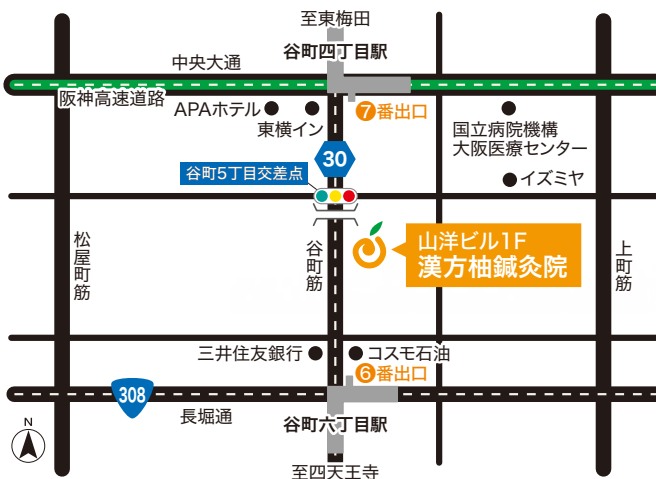 至東梅田
谷町四丁目駅
中央大通
阪神高速道路
APAホテル
東横イン
7番出口
国立病院機構
大阪医療センター
30
谷町5丁目交差点
イズミヤ
松屋町筋
谷町筋
山洋ビル1F
漢方柚鍼灸院
上町筋
三井住友銀行
コスモ石油
6番出口
308
長堀通
谷町六丁目駅
N
至四天王寺